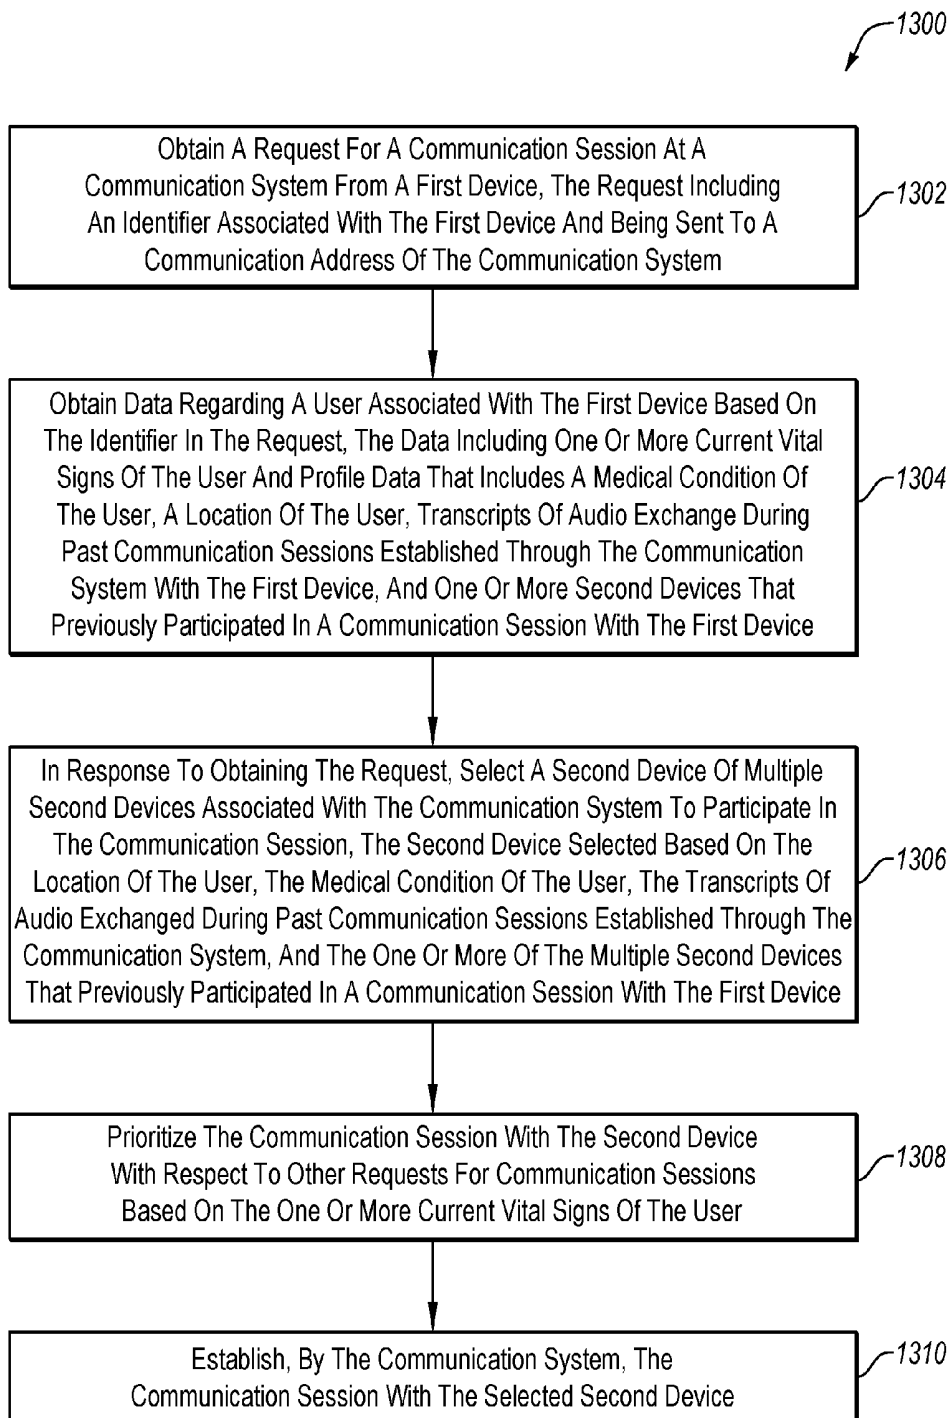 1300
Obtain A Request For A Communication Session At A
Communication System From A First Device, The Request Including
An Identifier Associated With The First Device And Being Sent To A
Communication Address Of The Communication System
1302
Obtain Data Regarding A User Associated With The First Device Based On
The Identifier In The Request, The Data Including One Or More Current Vital
Signs Of The User And Profile Data That Includes A Medical Condition Of
The User, A Location Of The User, Transcripts Of Audio Exchange During
Past Communication Sessions Established Through The Communication
System With The First Device, And One Or More Second Devices That
Previously Participated In A Communication Session With The First Device
1304
In Response To Obtaining The Request, Select A Second Device Of Multiple
Second Devices Associated With The Communication System To Participate In
The Communication Session, The Second Device Selected Based On The
Location Of The User, The Medical Condition Of The User, The Transcripts Of
Audio Exchanged During Past Communication Sessions Established Through The
Communication System, And The One Or More Of The Multiple Second Devices
That Previously Participated In A Communication Session With The First Device
1306
Prioritize The Communication Session With The Second Device
With Respect To Other Requests For Communication Sessions
Based On The One Or More Current Vital Signs Of The User
1308
Establish, By The Communication System, The
Communication Session With The Selected Second Device
1310